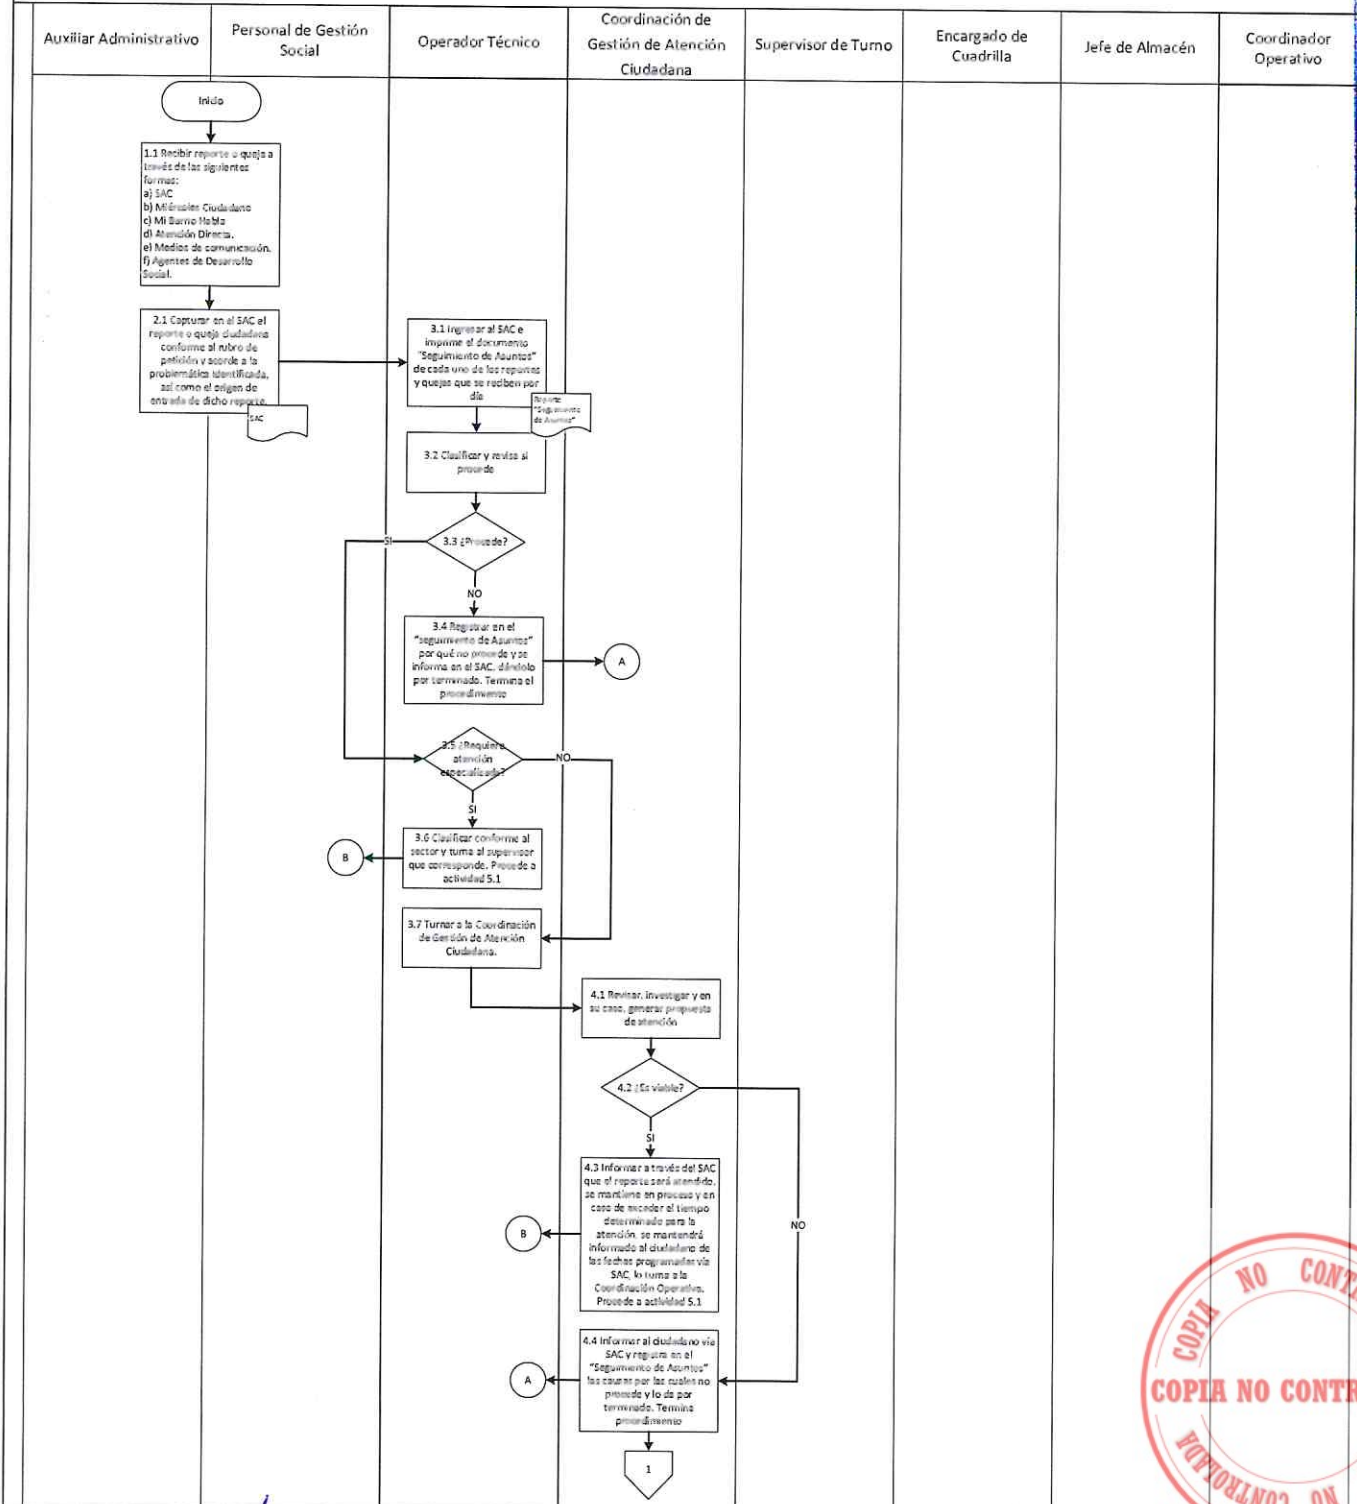 Auxiliar Administrativo
Personal de Gestión
Social
Operador Técnico
Coordinación de
Gestión de Atención
Ciudadana
Supervisor de Turno
Encargado de
Cuadrilla
Jefe de Almacén
Coordinador
Operativo
Inicio
1.1 Recibir reporte o queja a
través de las siguientes
formas:
a) SAC
b) Miércoles Ciudadano
c) Mi Barrio Habla
d) Atención Directa.
e) Medios de comunicación.
f) Agentes de Desarrollo
Social.
2.1 Capturar en el SAC el
reporte o queja ciudadana
conforme al rubro de
petición y acorde a la
problemática identificada,
así como el origen de
entrada de dicho reporte.
SAC
3.1 Ingresar al SAC e
imprime el documento
"Seguimiento de Asuntos"
de cada uno de los reportes
y quejas que se reciben por
día
Reporte
"Seguimiento
de Asuntos"
3.2 Clasificar y revisa si
procede
3.3 ¿Procede?
SI
NO
3.4 Registrar en el
"seguimiento de Asuntos"
por qué no procede y se
informa en el SAC, dándolo
por terminado. Termina el
procedimiento
A
3.5 ¿Requiere
atención
especializada?
NO
SI
3.6 Clasificar conforme al
sector y turna al supervisor
que corresponde. Procede a
actividad 5.1
B
3.7 Turnar a la Coordinación
de Gestión de Atención
Ciudadana.
4.1 Revisar, investigar y en
su caso, generar propuesta
de atención
4.2 ¿Es viable?
SI
NO
4.3 Informar a través del SAC
que el reporte será atendido,
se mantiene en proceso y en
caso de exceder el tiempo
determinado para la
atención, se mantendrá
informado al ciudadano de
las fechas programadas vía
SAC, lo turna a la
Coordinación Operativa.
Procede a actividad 5.1
B
4.4 Informar al ciudadano vía
SAC y registra en el
"Seguimiento de Asuntos"
las causas por las cuales no
procede y lo da por
terminado. Termina
procedimiento
A
1
COPIA NO CONTR
COPIA NO CONTR
NO